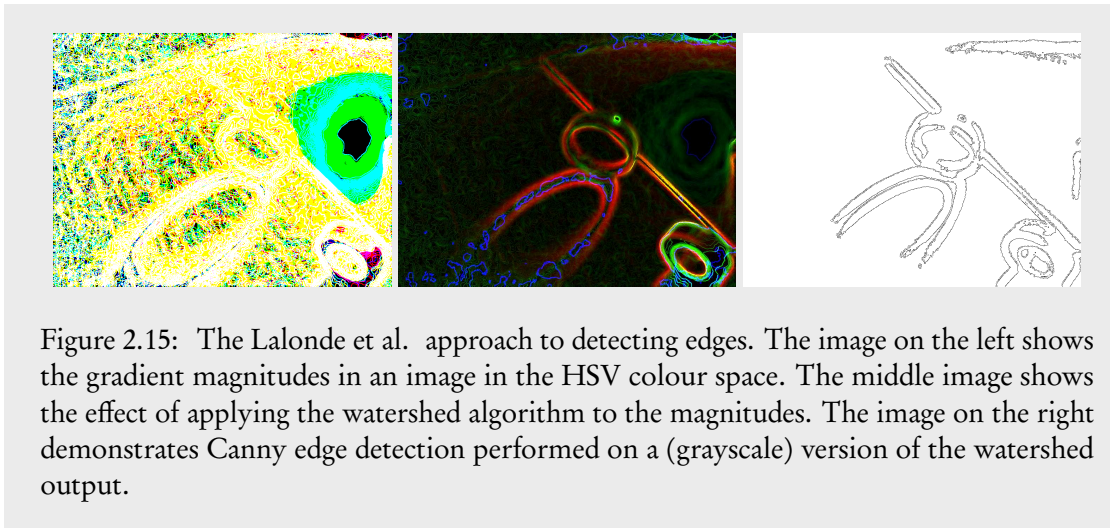 Figure 2.15: The Lalonde et al. approach to detecting edges. The image on the left shows
the gradient magnitudes in an image in the HSV colour space. The middle image shows
the effect of applying the watershed algorithm to the magnitudes. The image on the right
demonstrates Canny edge detection performed on a (grayscale) version of the watershed
output.